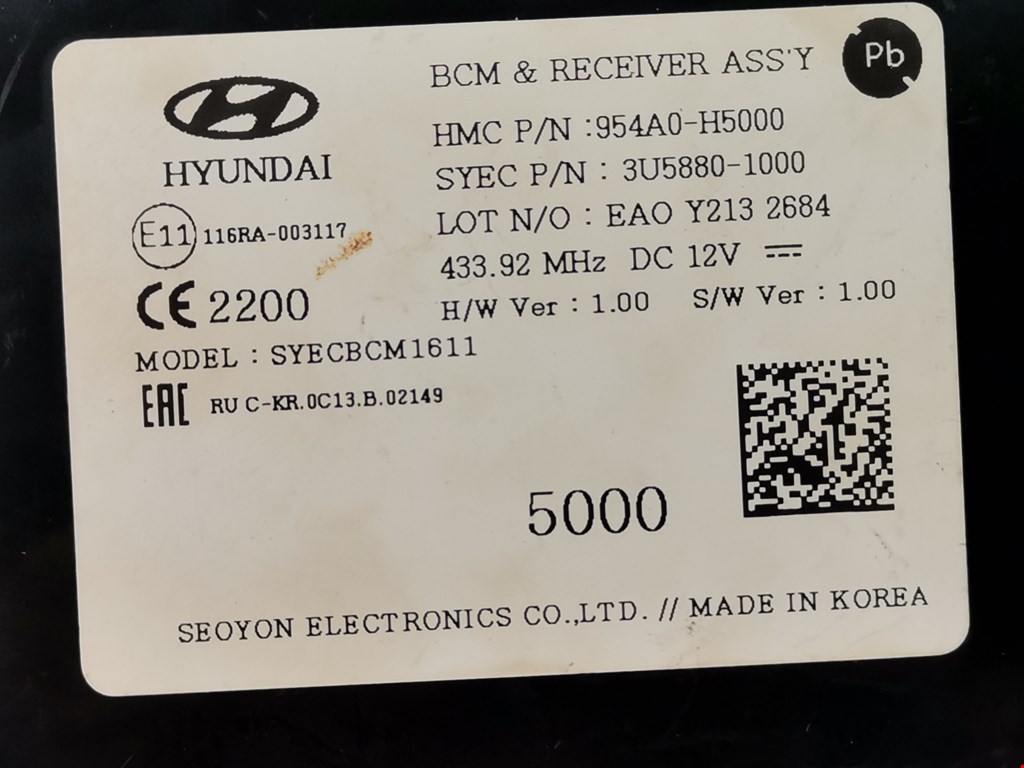 BCM & RECEIVER ASS'Y
Pb
HYUNDAI
HMC P/N :954A0-H5000
SYEC P/N : 3U5880-1000
LOT N/O : EAO Y213 2684
E11 116RA-003117
433.92 MHz DC 12V
CE 2200
H/W Ver : 1.00 S/W Ver : 1.00
MODEL : SYECBCM1611
EAC RU C-KR.0C13.B.02149
5000
SEOYON ELECTRONICS CO.,LTD. // MADE IN KOREA